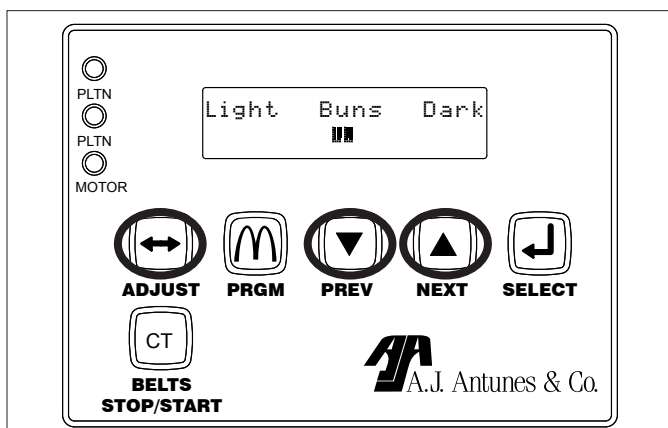 PLTN
PLTN
MOTOR
Light Buns Dark
ADJUST PRGM PREV NEXT SELECT
CT
BELTS
STOP/START
A.J. Antunes & Co.